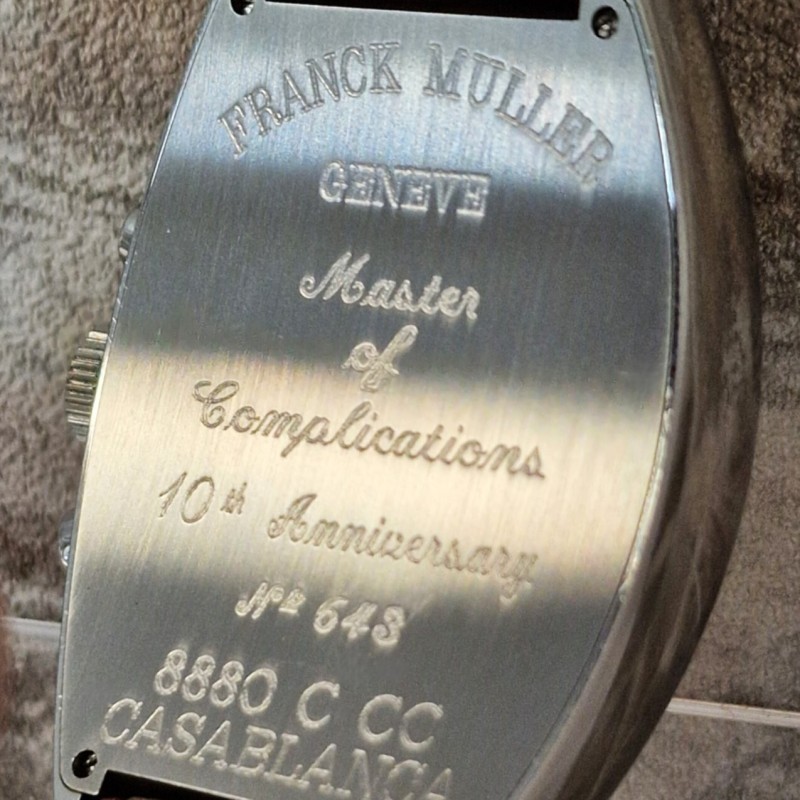 FRANCK MULLER
GENEVE
Master
of
Complications
10th Anniversary
Nº 643
8880 C CC
CASABLANCA